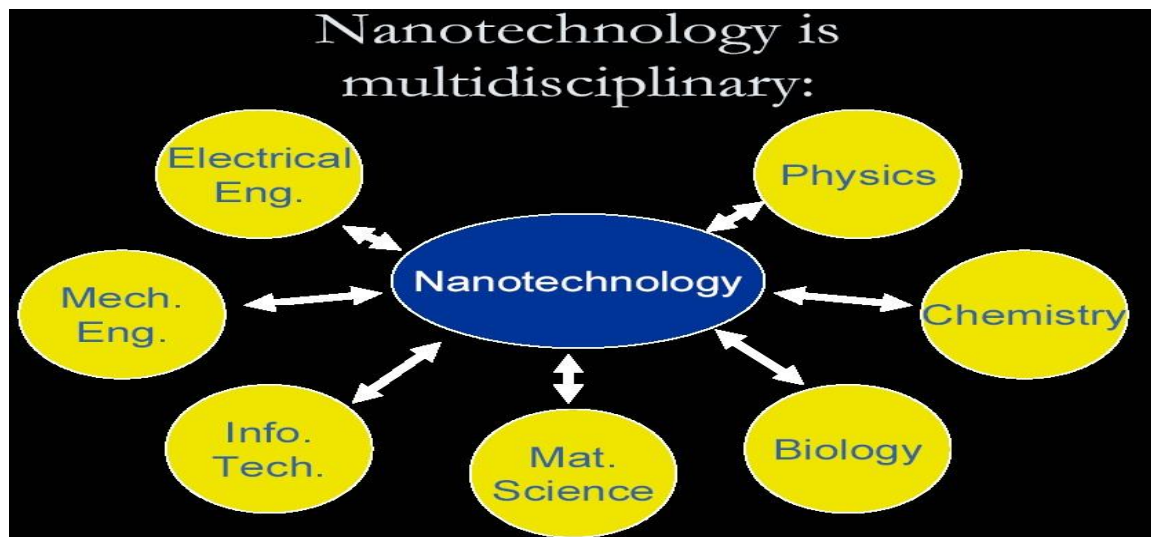 Nanotechnology is
multidisciplinary:
Electrical
Eng.
Physics
Nanotechnology
Mech.
Eng.
Chemistry
Info.
Tech.
Mat.
Science
Biology